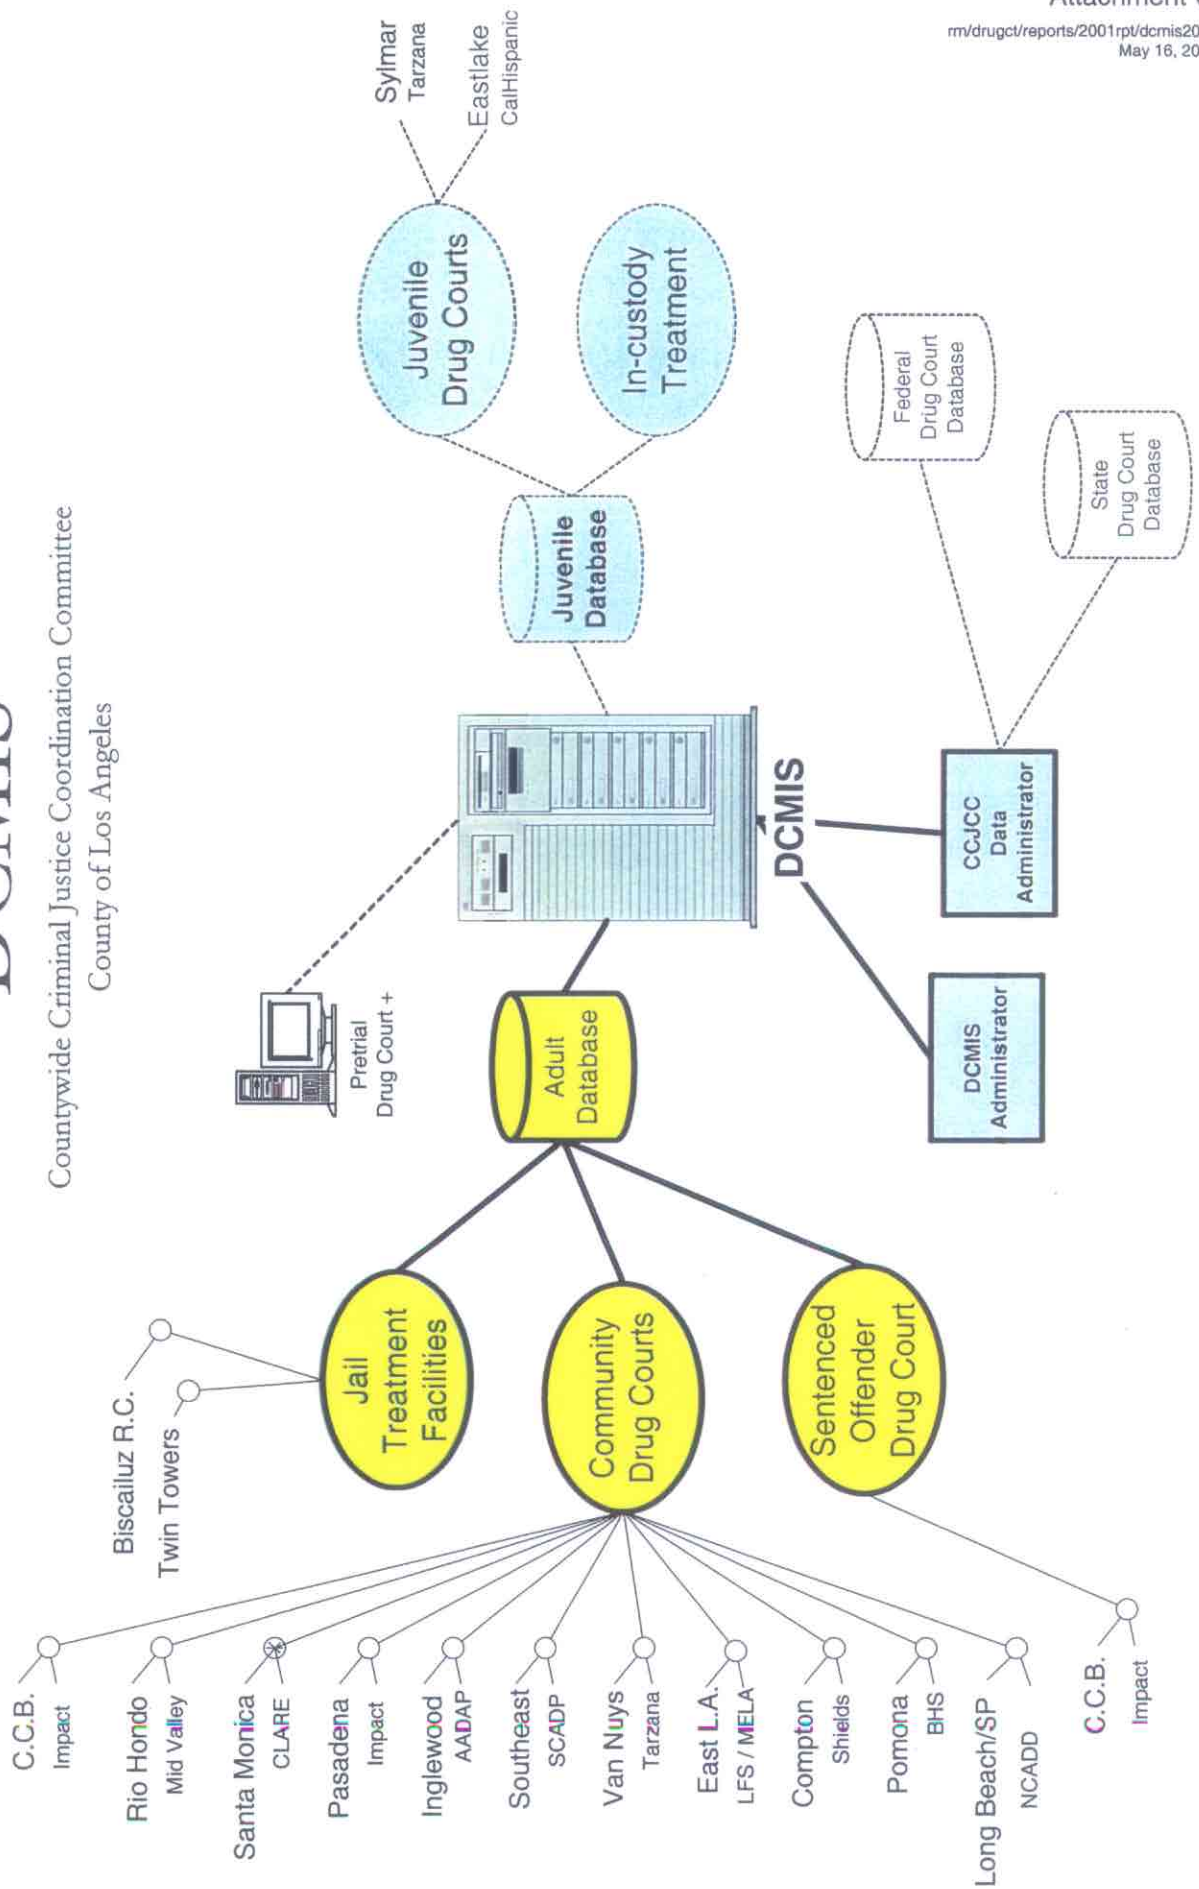 Attachment
rm/drugct/reports/2001rpt/dcmis20
May 16, 20
DCMIS
Countywide Criminal Justice Coordination Committee
County of Los Angeles
C.C.B.
Impact
Rio Hondo
Mid Valley
Santa Monica
CLARE
Pasadena
Impact
Inglewood
AADAP
Southeast
SCADP
Van Nuys
Tarzana
East L.A.
LFS / MELA
Compton
Shields
Pomona
BHS
Long Beach/SP
NCADD
C.C.B.
Impact
Biscailuz R.C.
Twin Towers
Jail
Treatment
Facilities
Community
Drug Courts
Sentenced
Offender
Drug Court
Pretrial
Drug Court +
Adult
Database
DCMIS
DCMIS
Administrator
CCJCC
Data
Administrator
Juvenile
Database
Juvenile
Drug Courts
In-custody
Treatment
Sylmar
Tarzana
Eastlake
CalHispanic
Federal
Drug Court
Database
State
Drug Court
Database